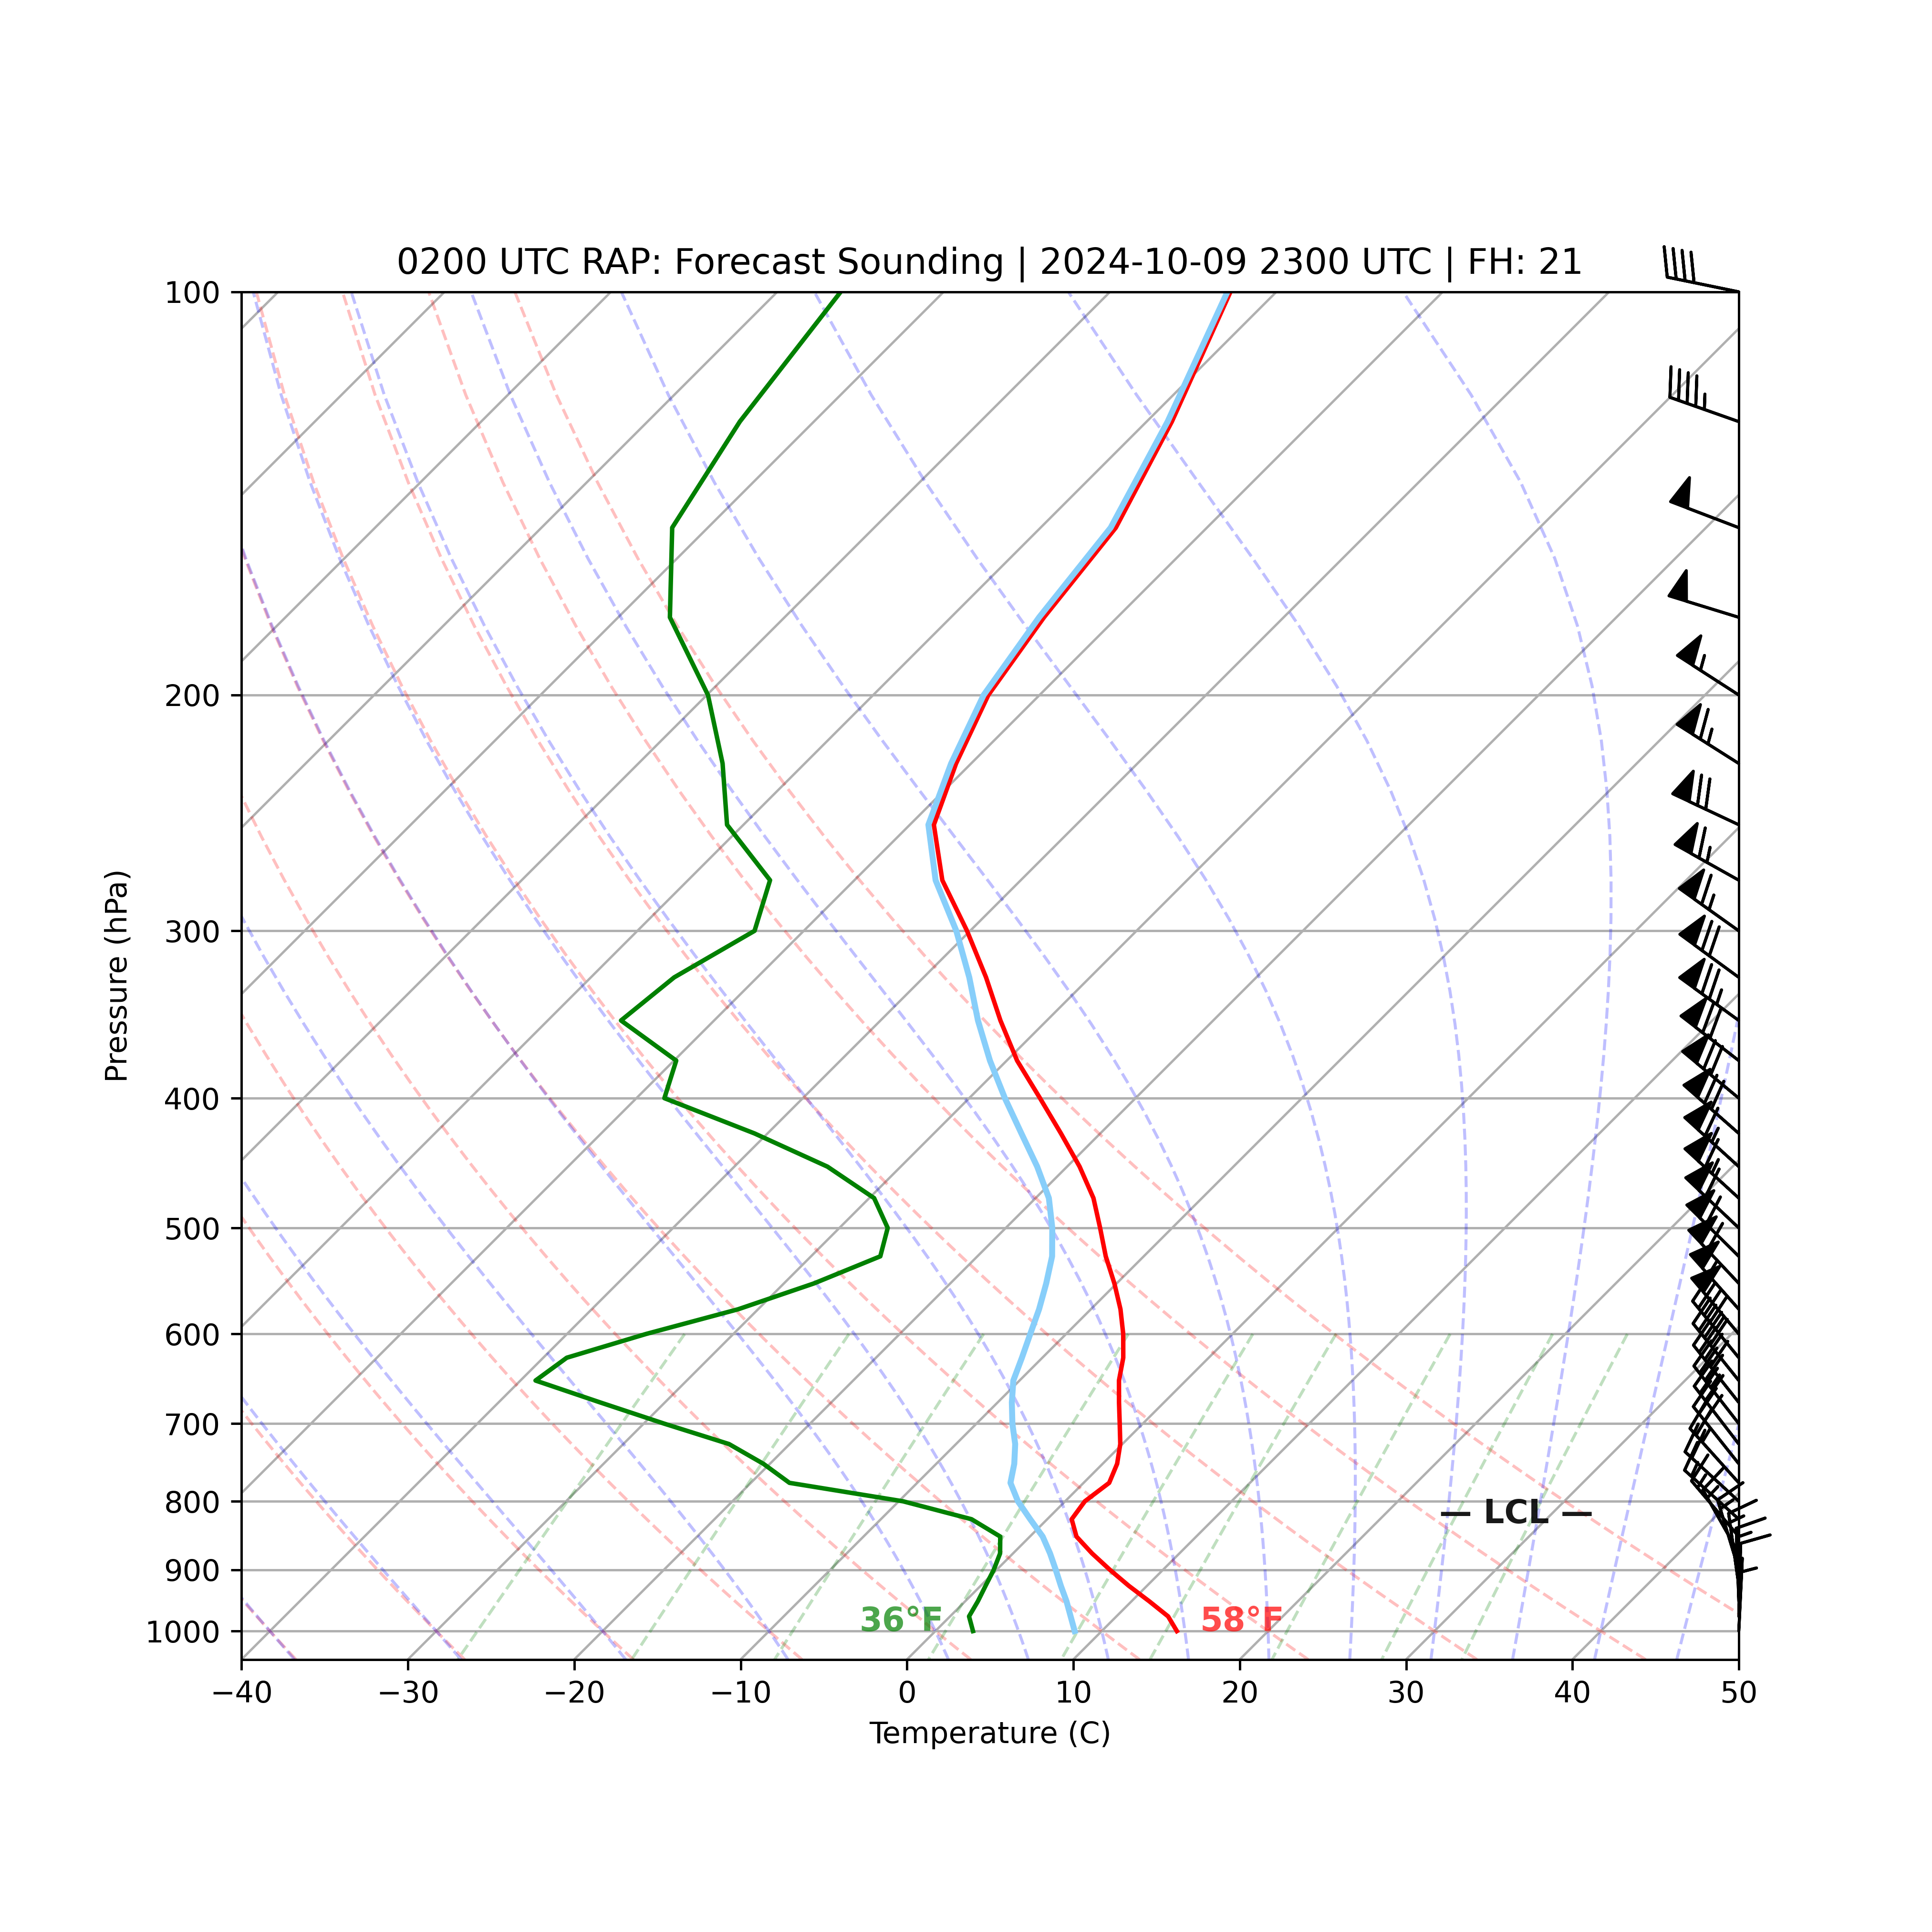 0200 UTC RAP: Forecast Sounding | 2024-10-09 2300 UTC | FH: 21
100
200
300
400
500
600
700
800
900
1000
Pressure (hPa)
— LCL —
36°F
58°F
−40 −30 −20 −10 0 10 20 30 40 50
Temperature (C)